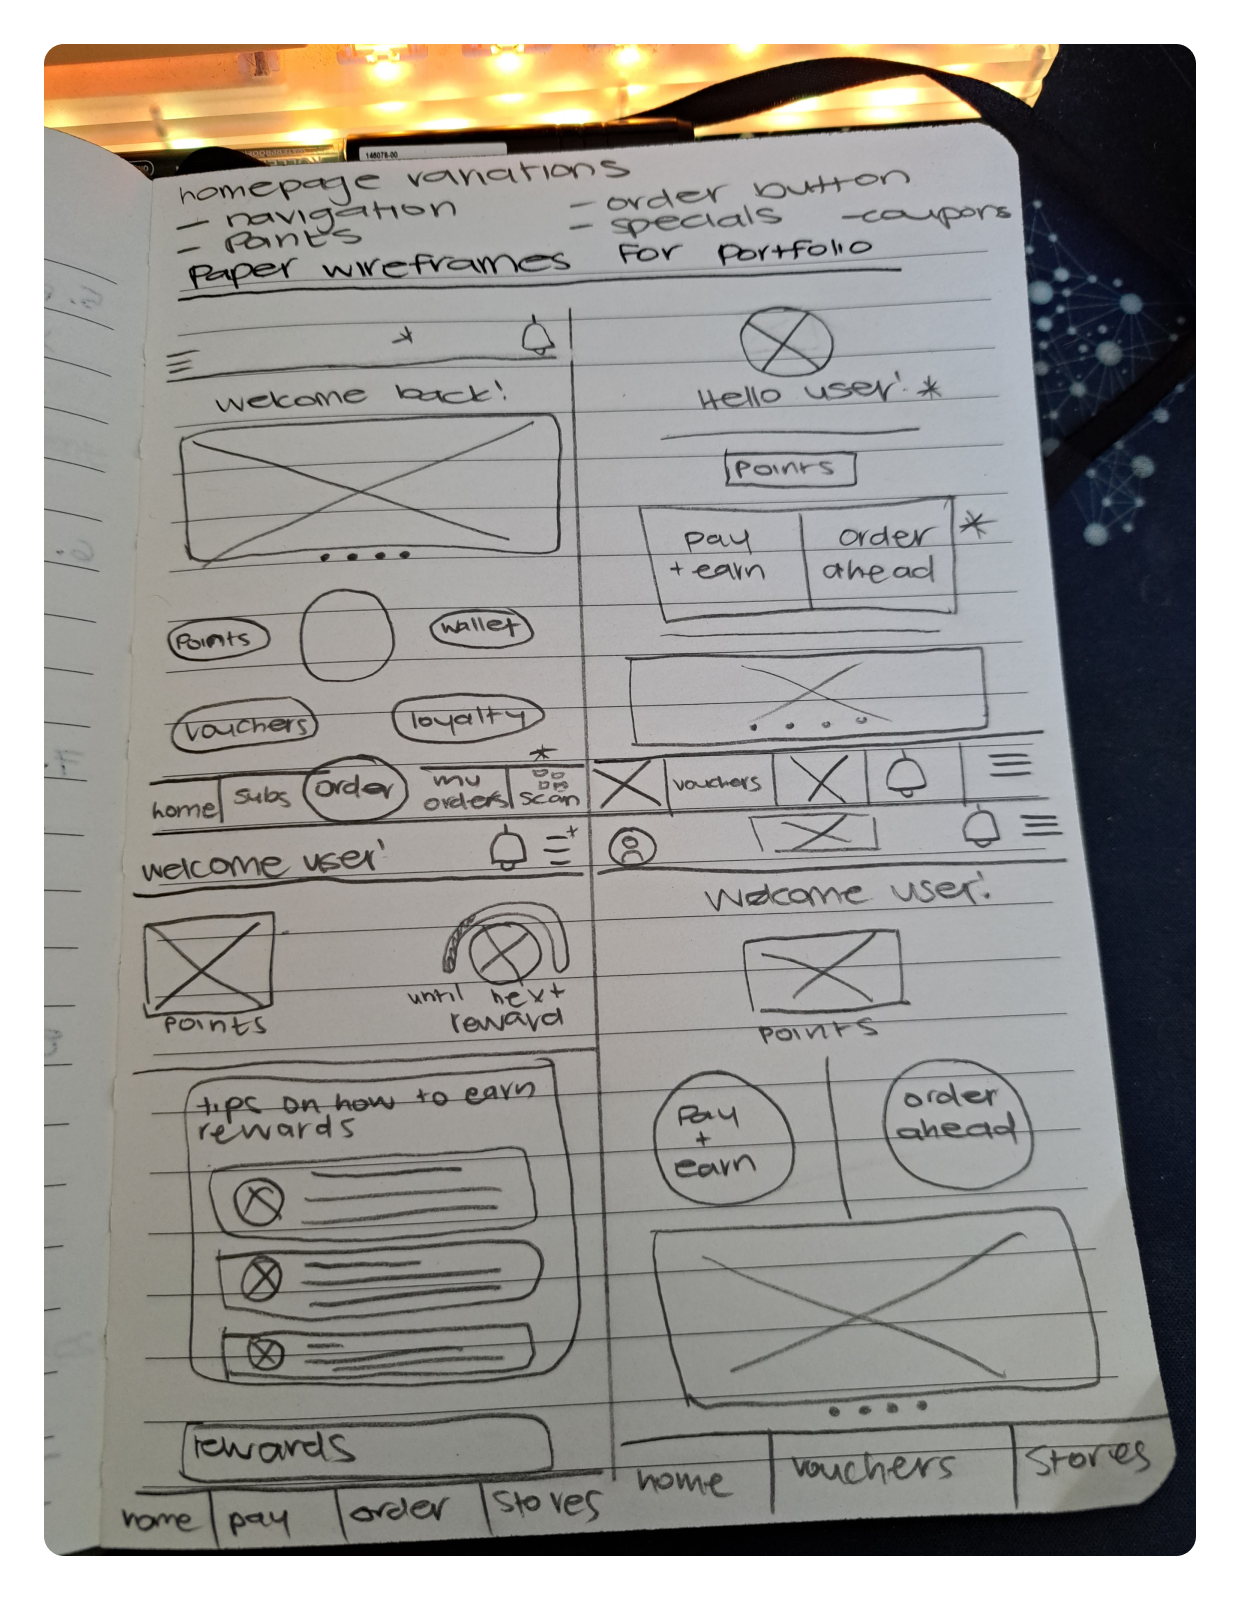 148078-00
homepage variations
- navigation
- Points
- order button
- specials - coupons
Paper wireframes for Portfolio
welcome back!
Points
wallet
vouchers
loyalty
home
subs
order
my
orders
scan
Hello user!
points
pay
+ earn
order
ahead
vouchers
welcome user!
points
until next
reward
tips on how to earn
rewards
rewards
home
pay
order
stores
Welcome user!
points
Pay
+
earn
order
ahead
home
vouchers
stores